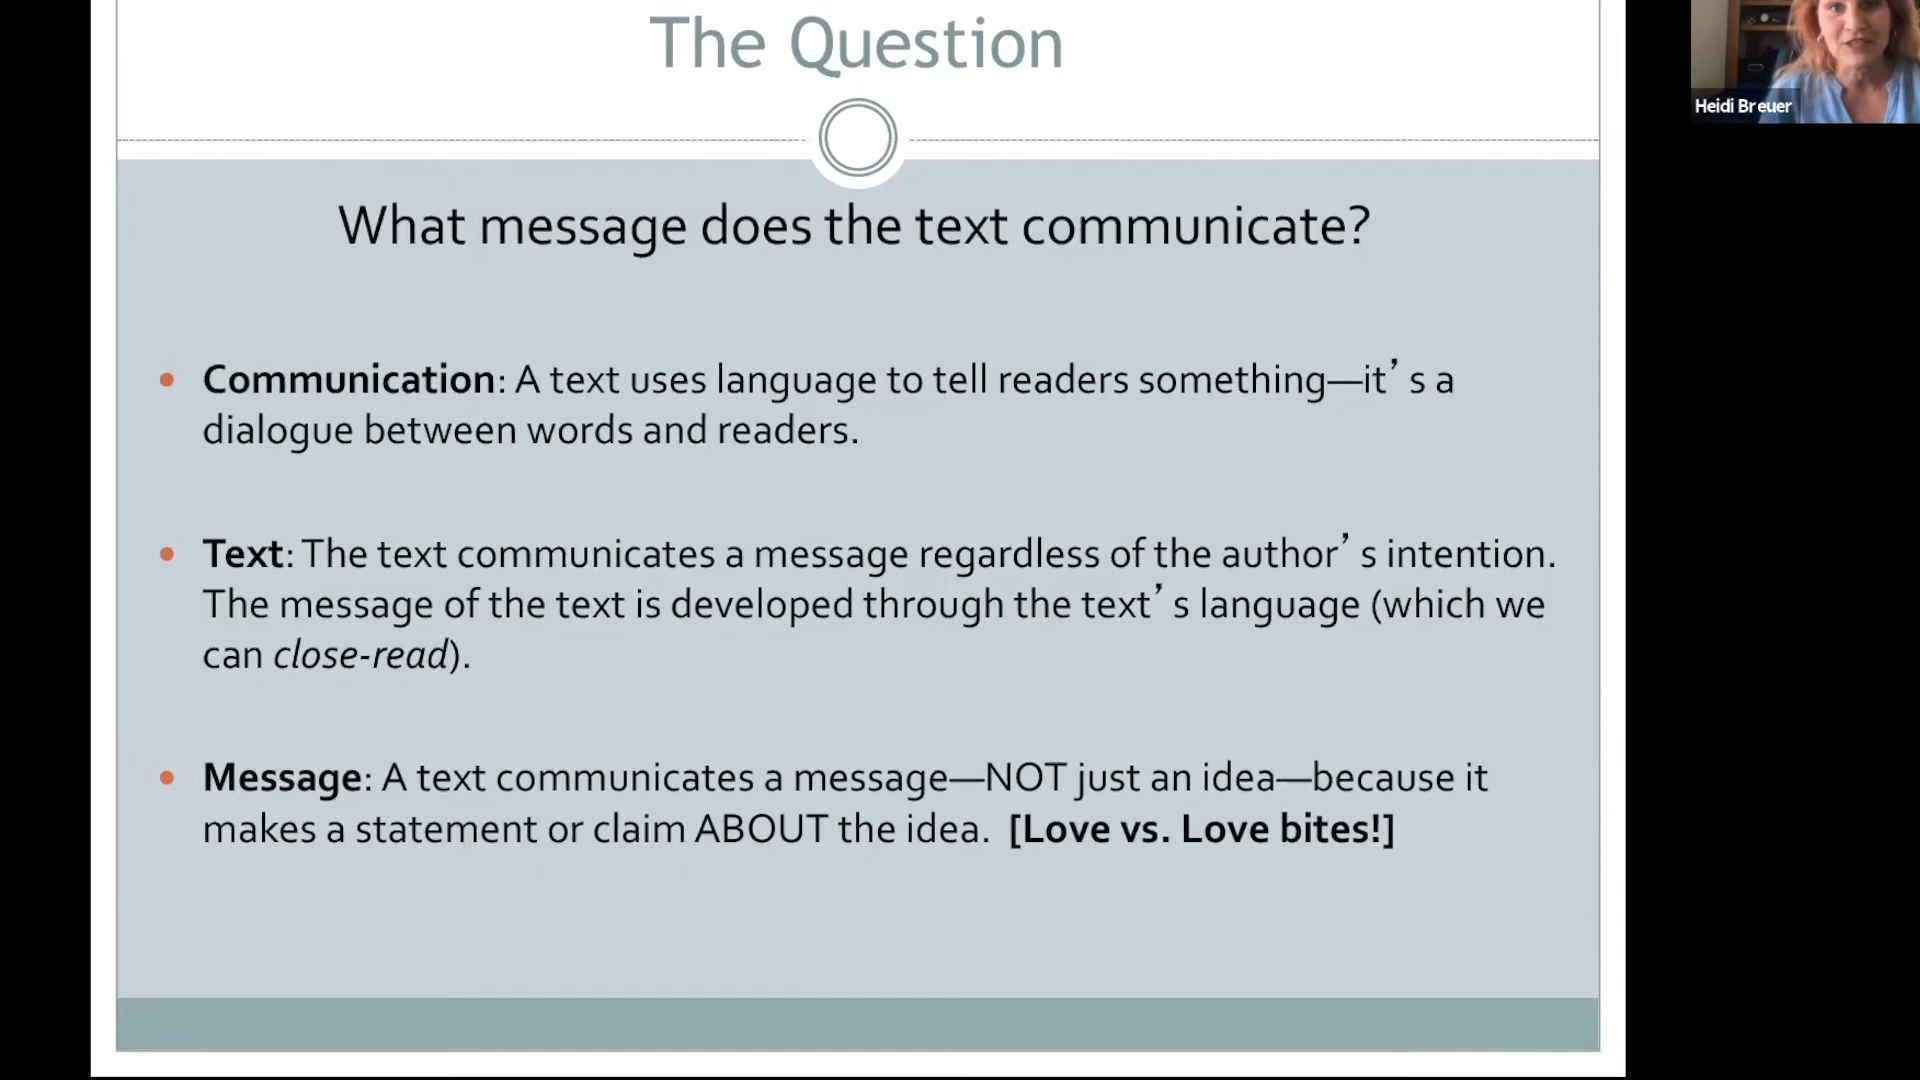 The Question
Heidi Breuer
What message does the text communicate?
• Communication: A text uses language to tell readers something—it’s a
dialogue between words and readers.
• Text: The text communicates a message regardless of the author’s intention.
The message of the text is developed through the text’s language (which we
can close-read).
• Message: A text communicates a message—NOT just an idea—because it
makes a statement or claim ABOUT the idea. [Love vs. Love bites!]